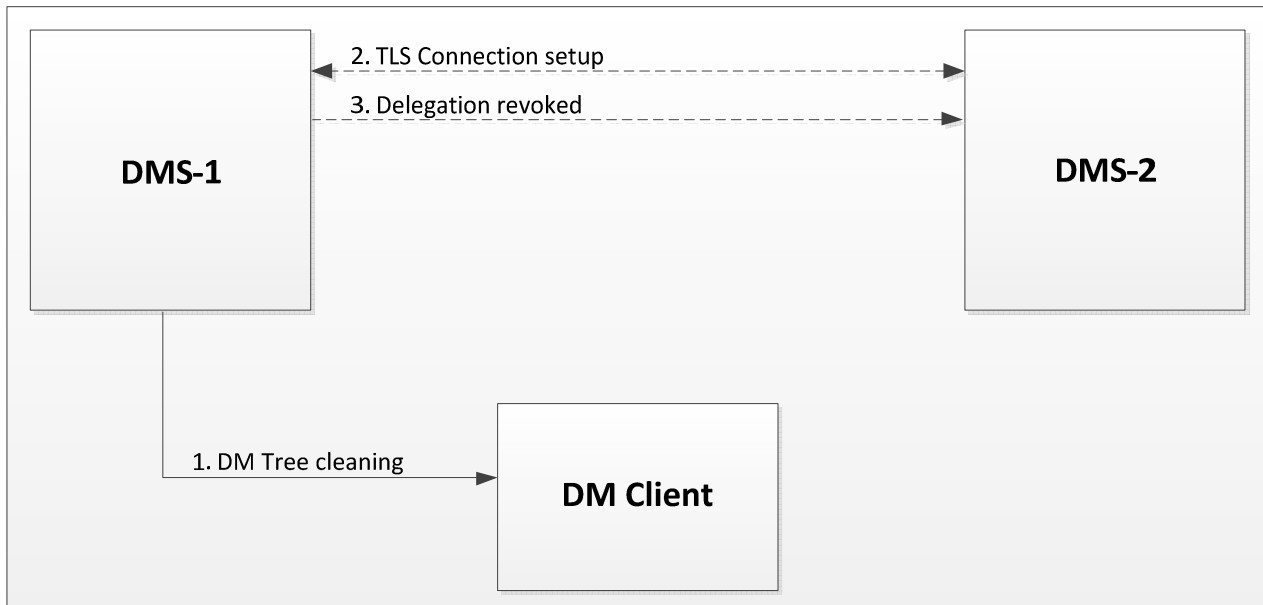 2. TLS Connection setup
3. Delegation revoked
DMS-1
DMS-2
1. DM Tree cleaning
DM Client